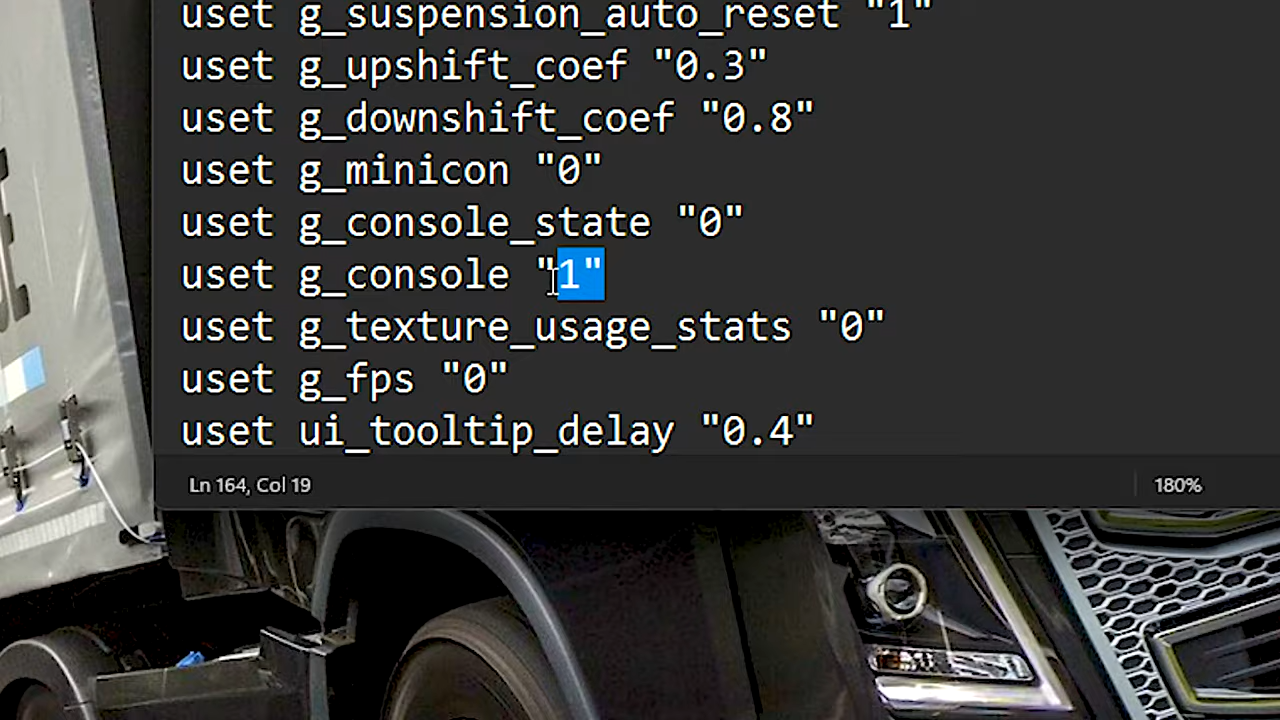 uset g_suspension_auto_reset "1"
uset g_upshift_coef "0.3"
uset g_downshift_coef "0.8"
uset g_minicon "0"
uset g_console_state "0"
uset g_console "1"
uset g_texture_usage_stats "0"
uset g_fps "0"
uset ui_tooltip_delay "0.4"
Ln 164, Col 19
180%